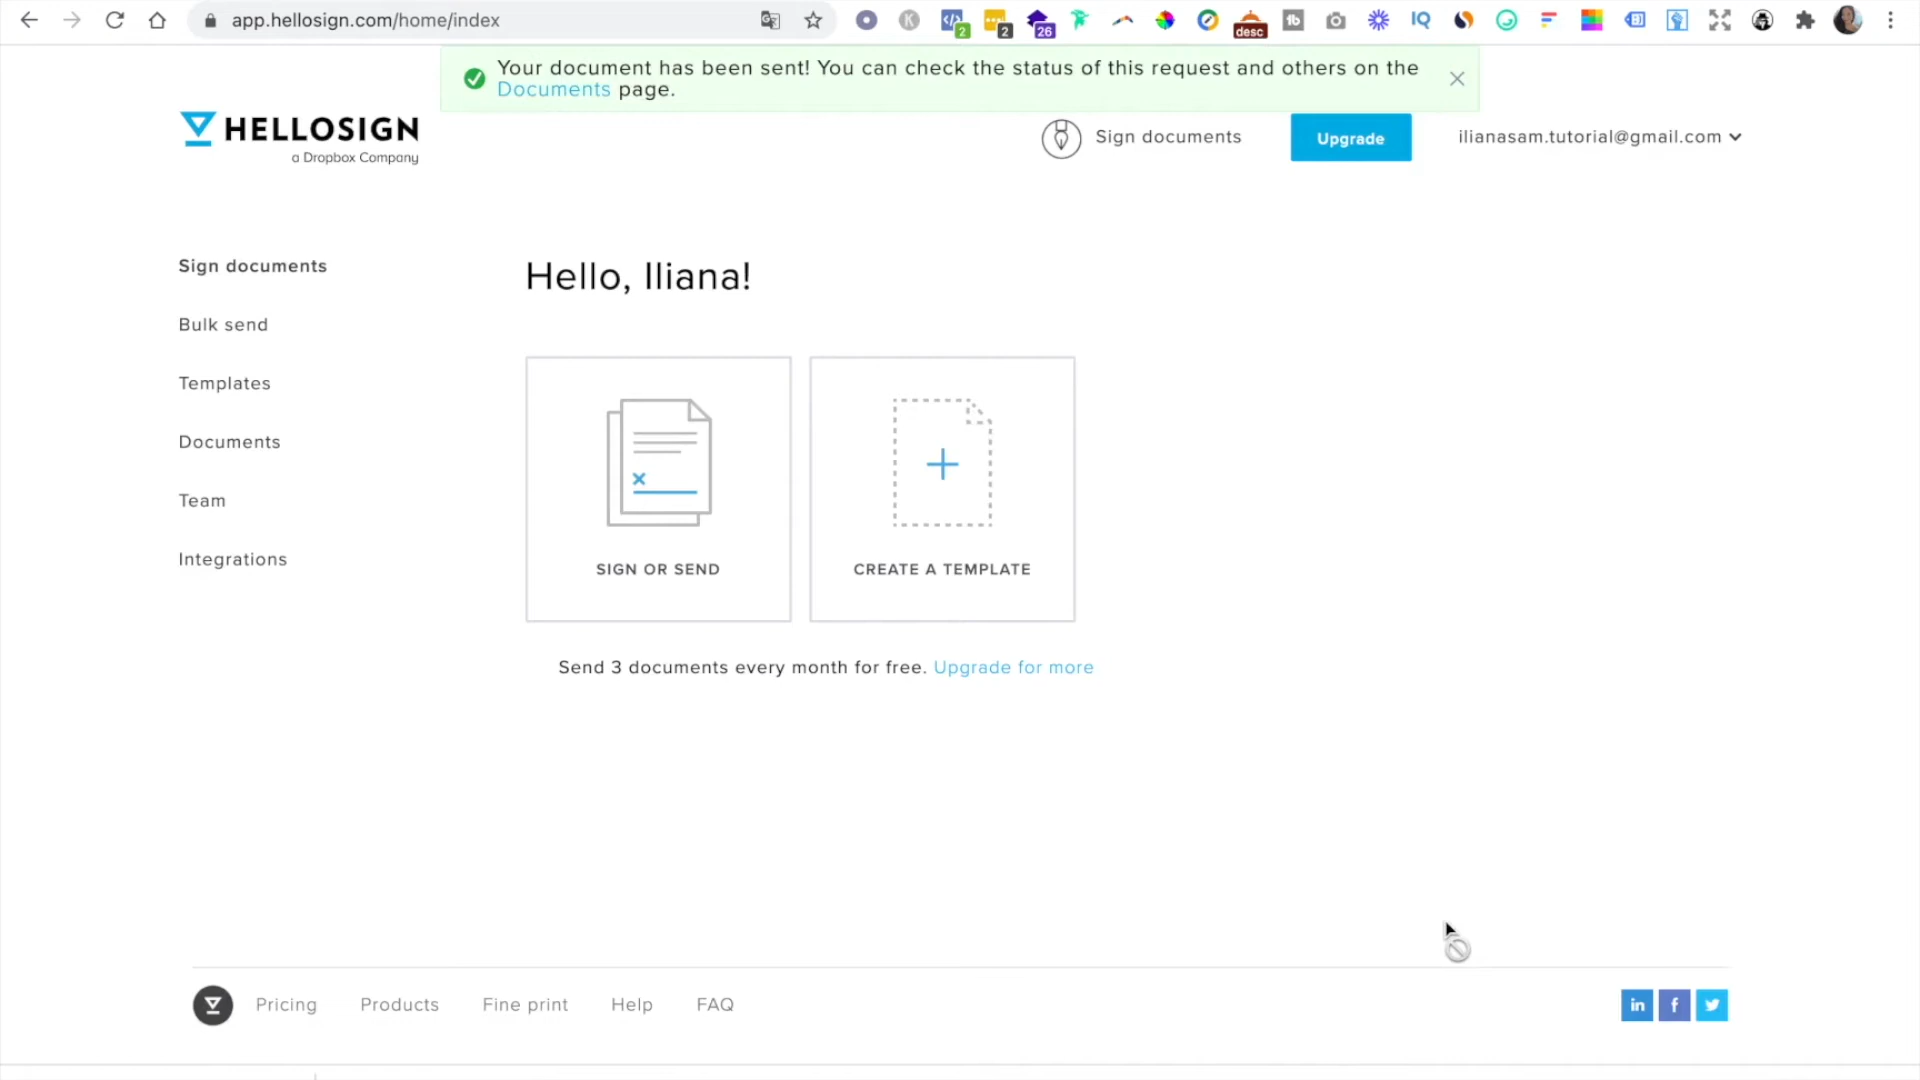 app.hellosign.com/home/index
2
2
26
desc
IQ
Your document has been sent! You can check the status of this request and others on the
Documents page.
HELLOSIGN
a Dropbox Company
Sign documents
Upgrade
ilianasam.tutorial@gmail.com
Sign documents
Bulk send
Templates
Documents
Team
Integrations
Hello, Iliana!
SIGN OR SEND
CREATE A TEMPLATE
Send 3 documents every month for free. Upgrade for more
Pricing
Products
Fine print
Help
FAQ
in
f